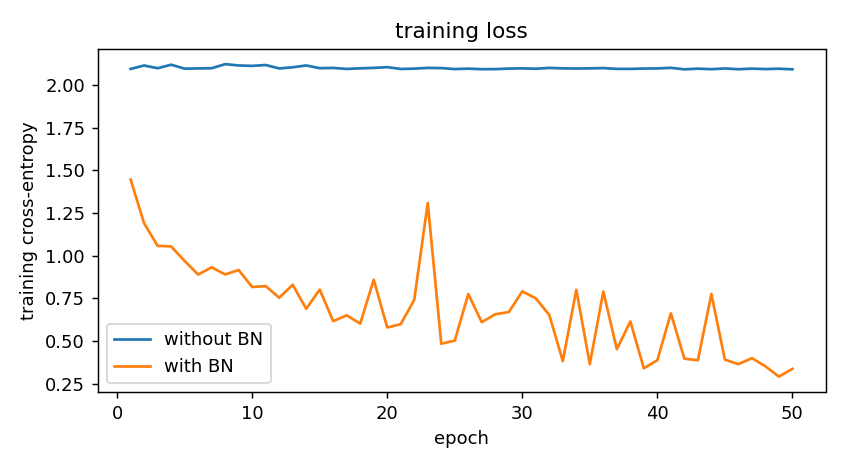 training loss
training cross-entropy
2.00
1.75
1.50
1.25
1.00
0.75
0.50
0.25
without BN
with BN
0 10 20 30 40 50
epoch